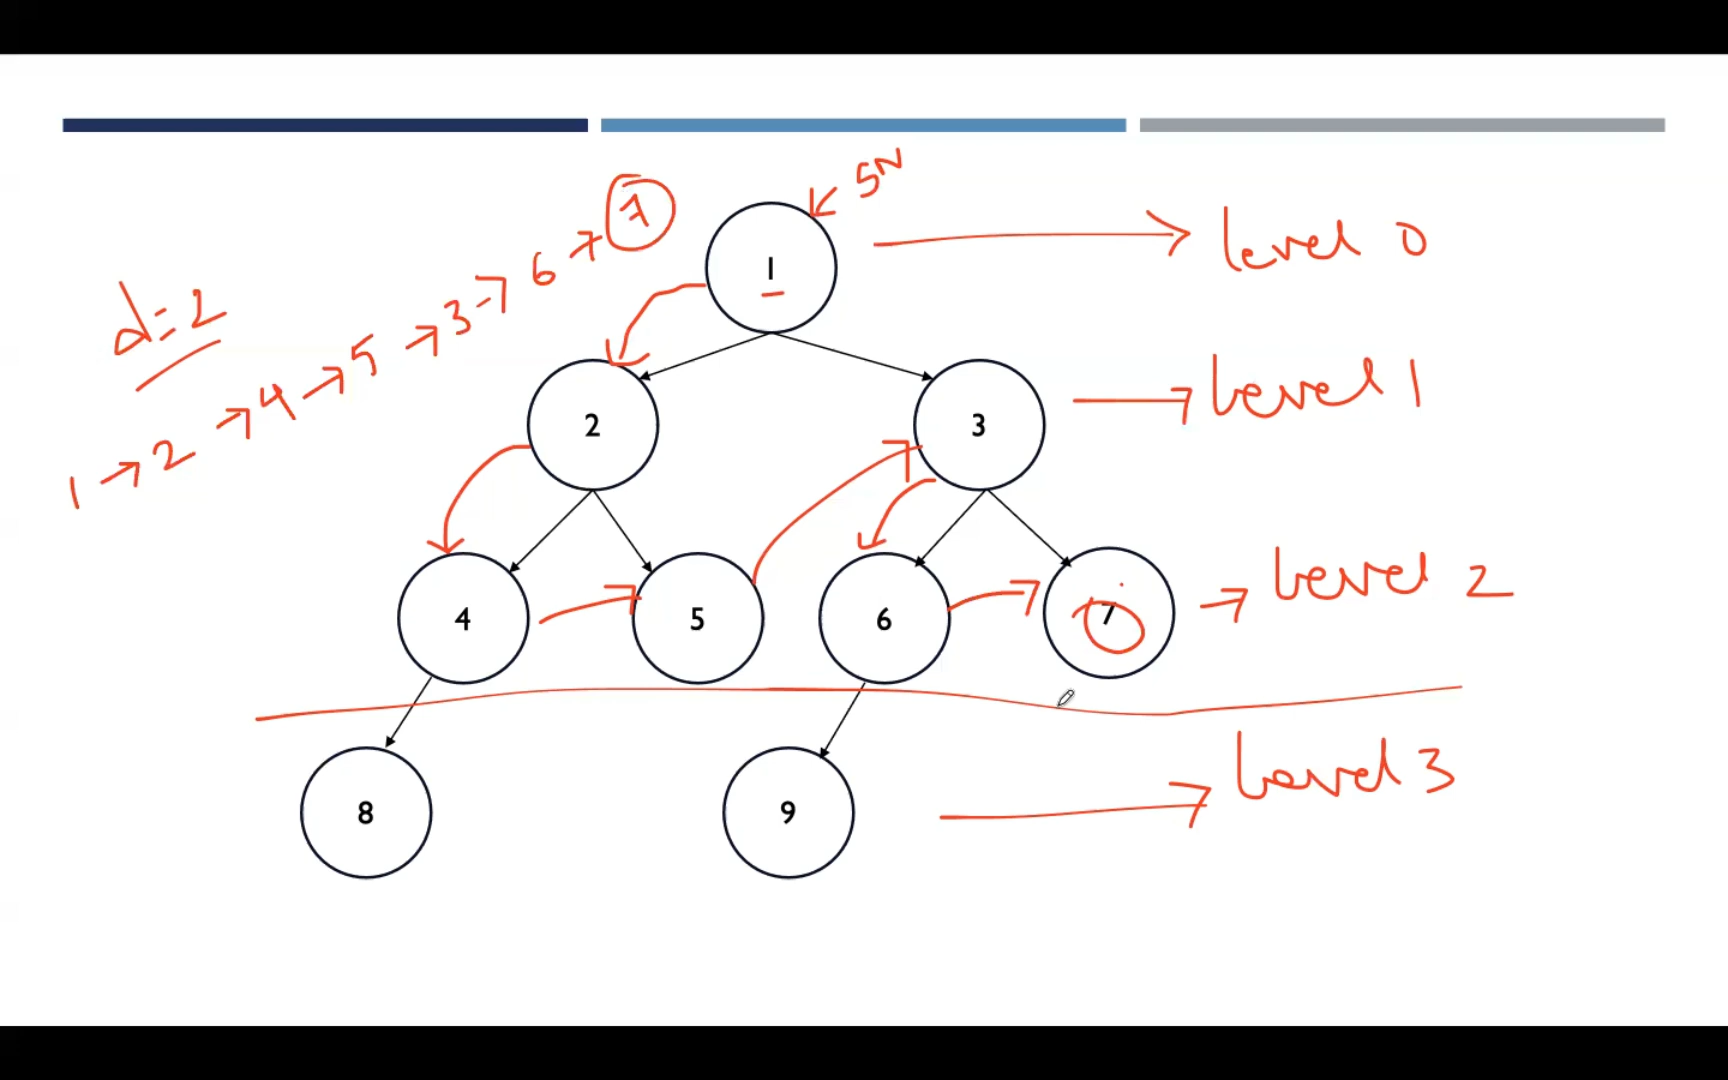 SN
level 0
1
d=2
1 → 2 → 4 → 5 → 3 → 6 → 7
level 1
2
3
level 2
4
5
6
7
level 3
8
9